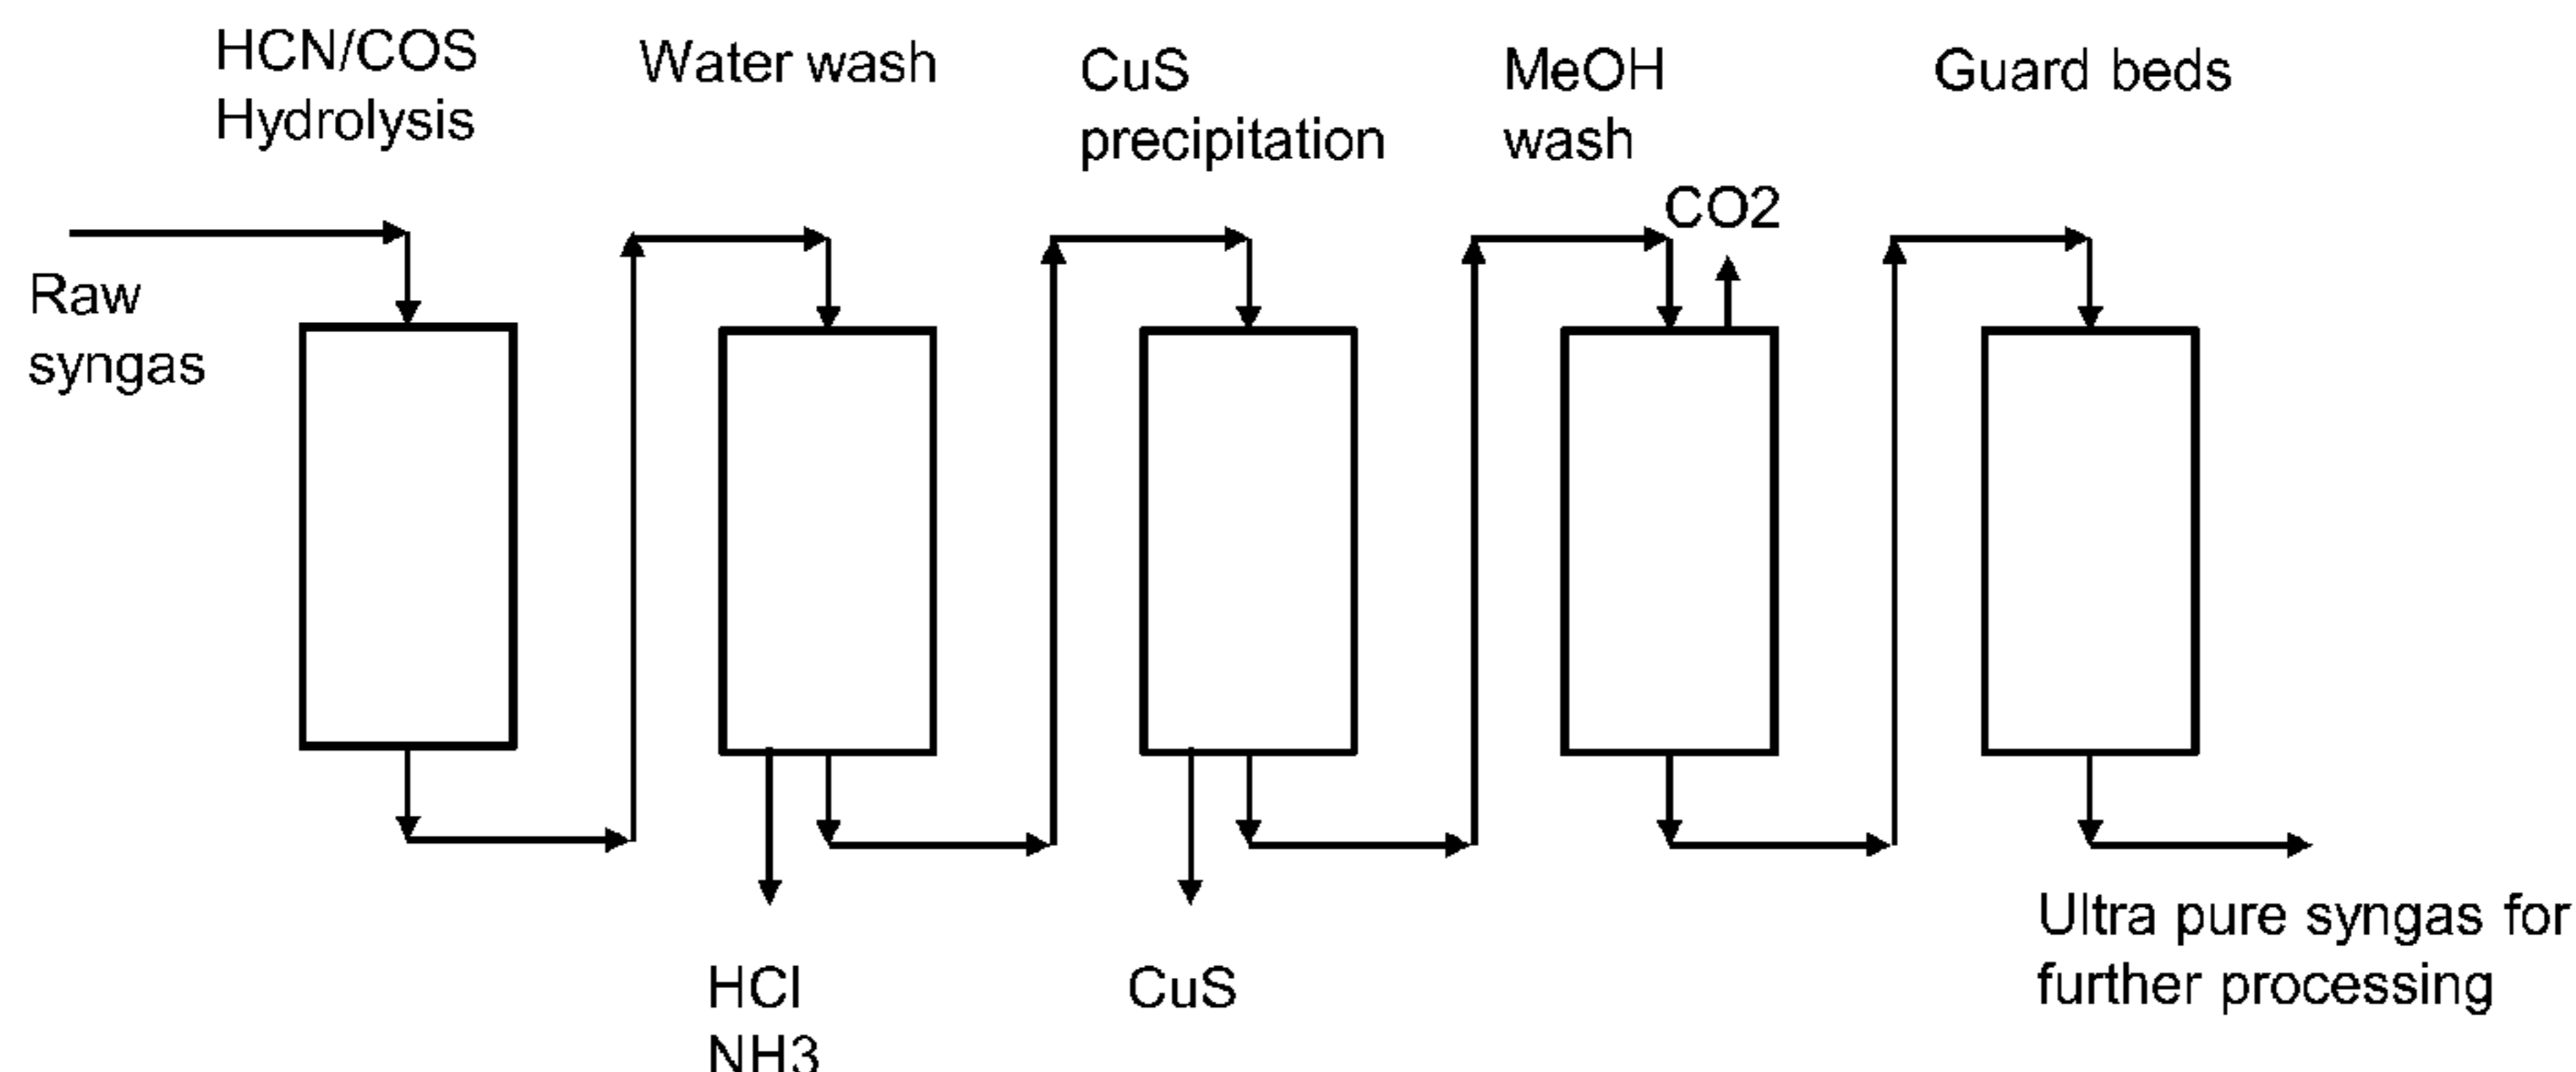 HCN/COS
Hydrolysis
Water wash
CuS
precipitation
MeOH
wash
Guard beds
CO2
Raw
syngas
HCl
NH3
CuS
Ultra pure syngas for
further processing